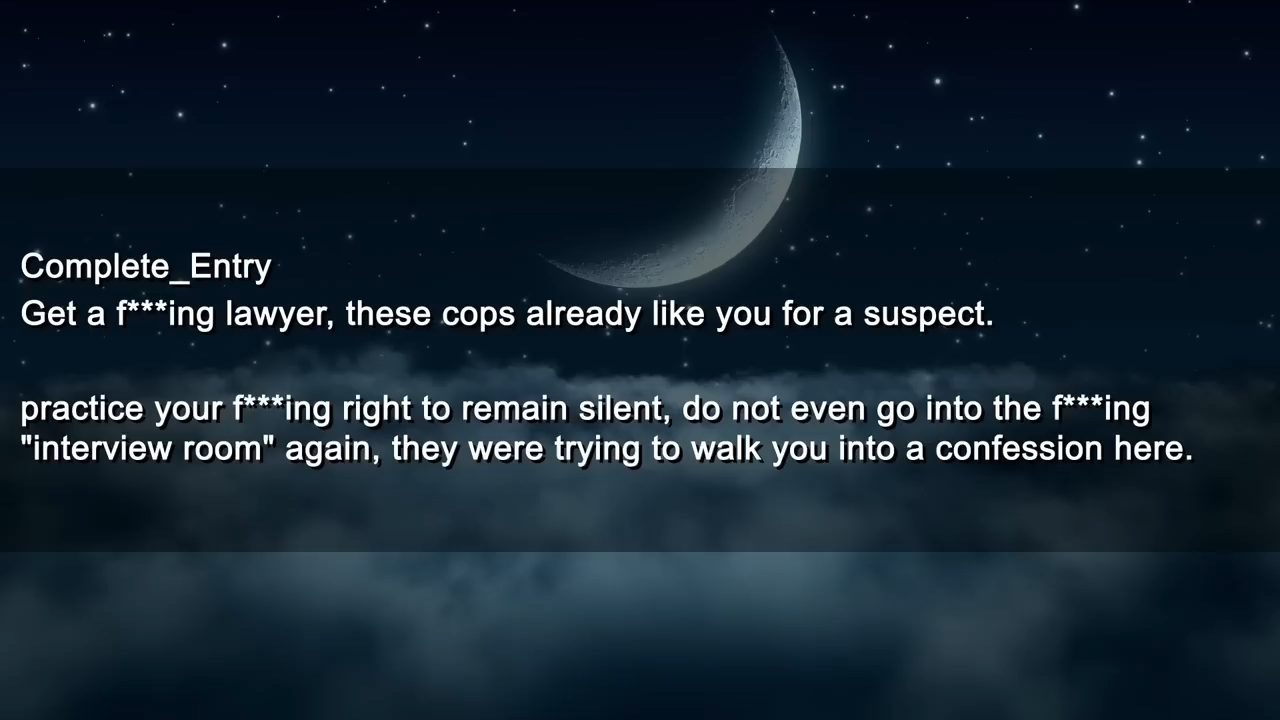 Complete_Entry
Get a f***ing lawyer, these cops already like you for a suspect.
practice your f***ing right to remain silent, do not even go into the f***ing
"interview room" again, they were trying to walk you into a confession here.